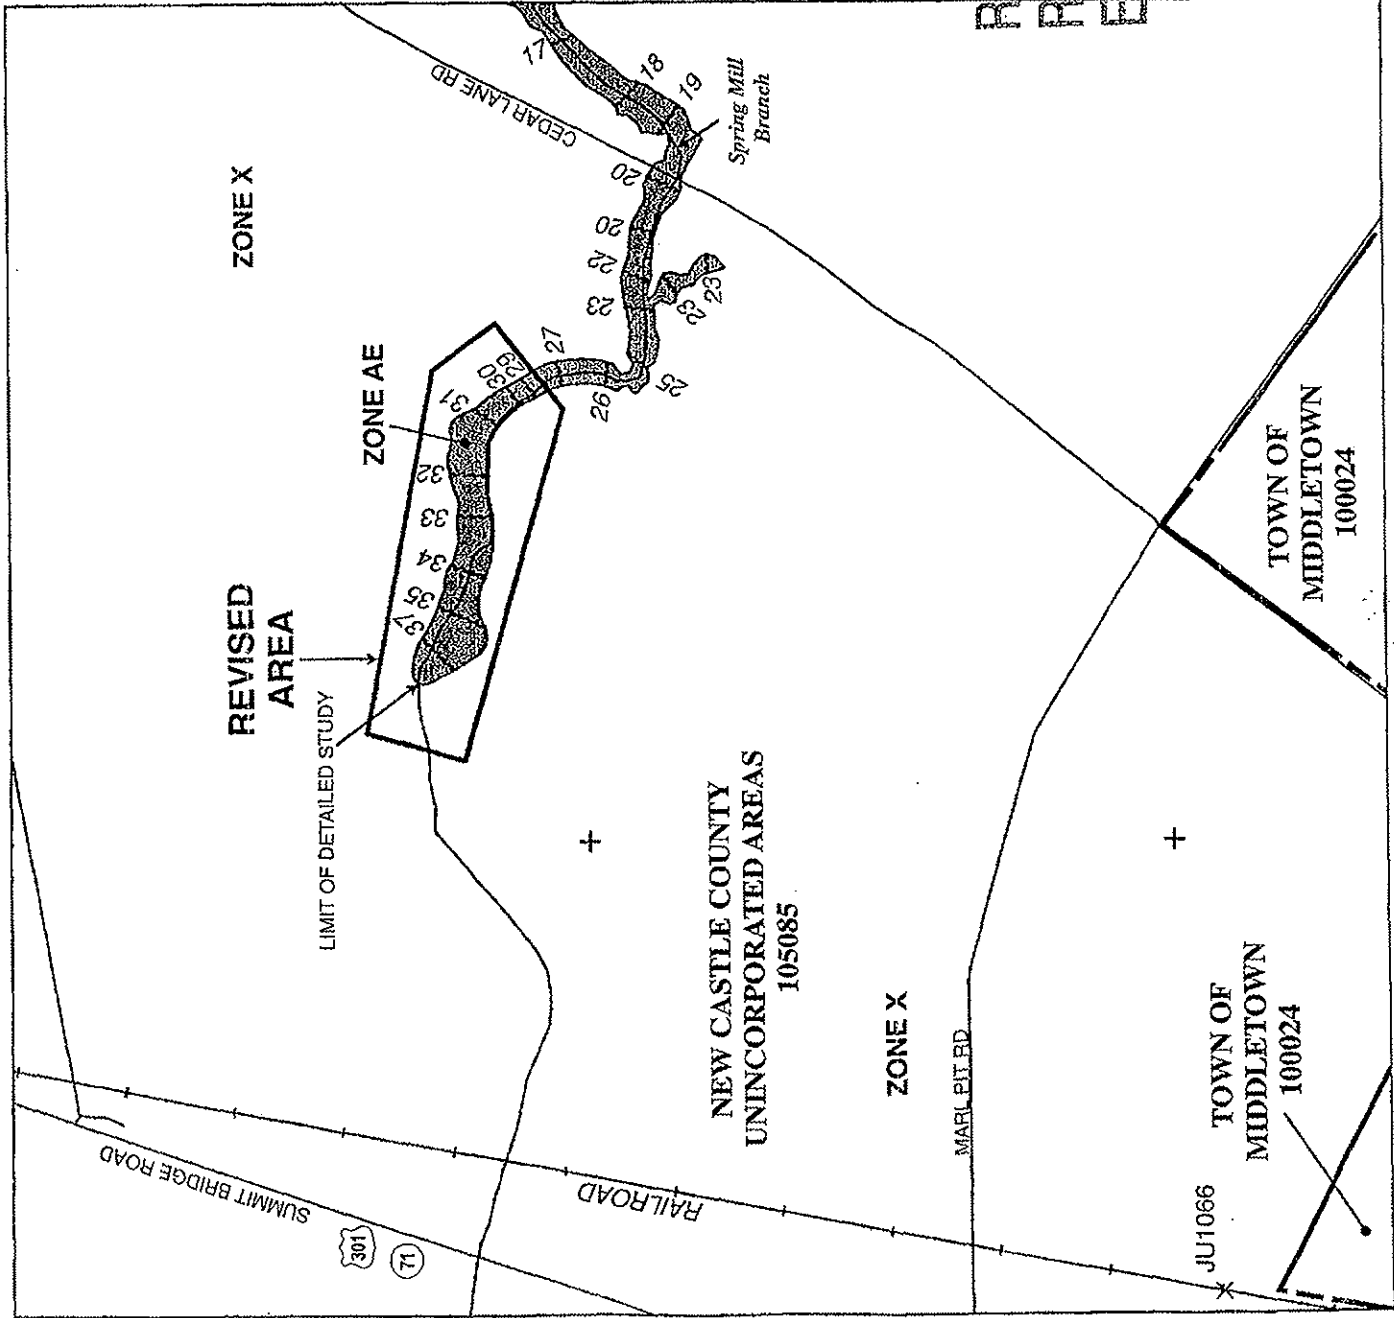 17
18
19
Spring Mill
Branch
CEDAR LANE RD
20
20
22
23
23
23
25
26
27
29
30
31
32
33
34
35
37
ZONE X
ZONE AE
REVISED
AREA
LIMIT OF DETAILED STUDY
NEW CASTLE COUNTY
UNINCORPORATED AREAS
105085
ZONE X
MARL PIT RD
TOWN OF
MIDDLETOWN
100024
TOWN OF
MIDDLETOWN
100024
JU1066
RAILROAD
SUMMIT BRIDGE ROAD
301
71
R
R
E